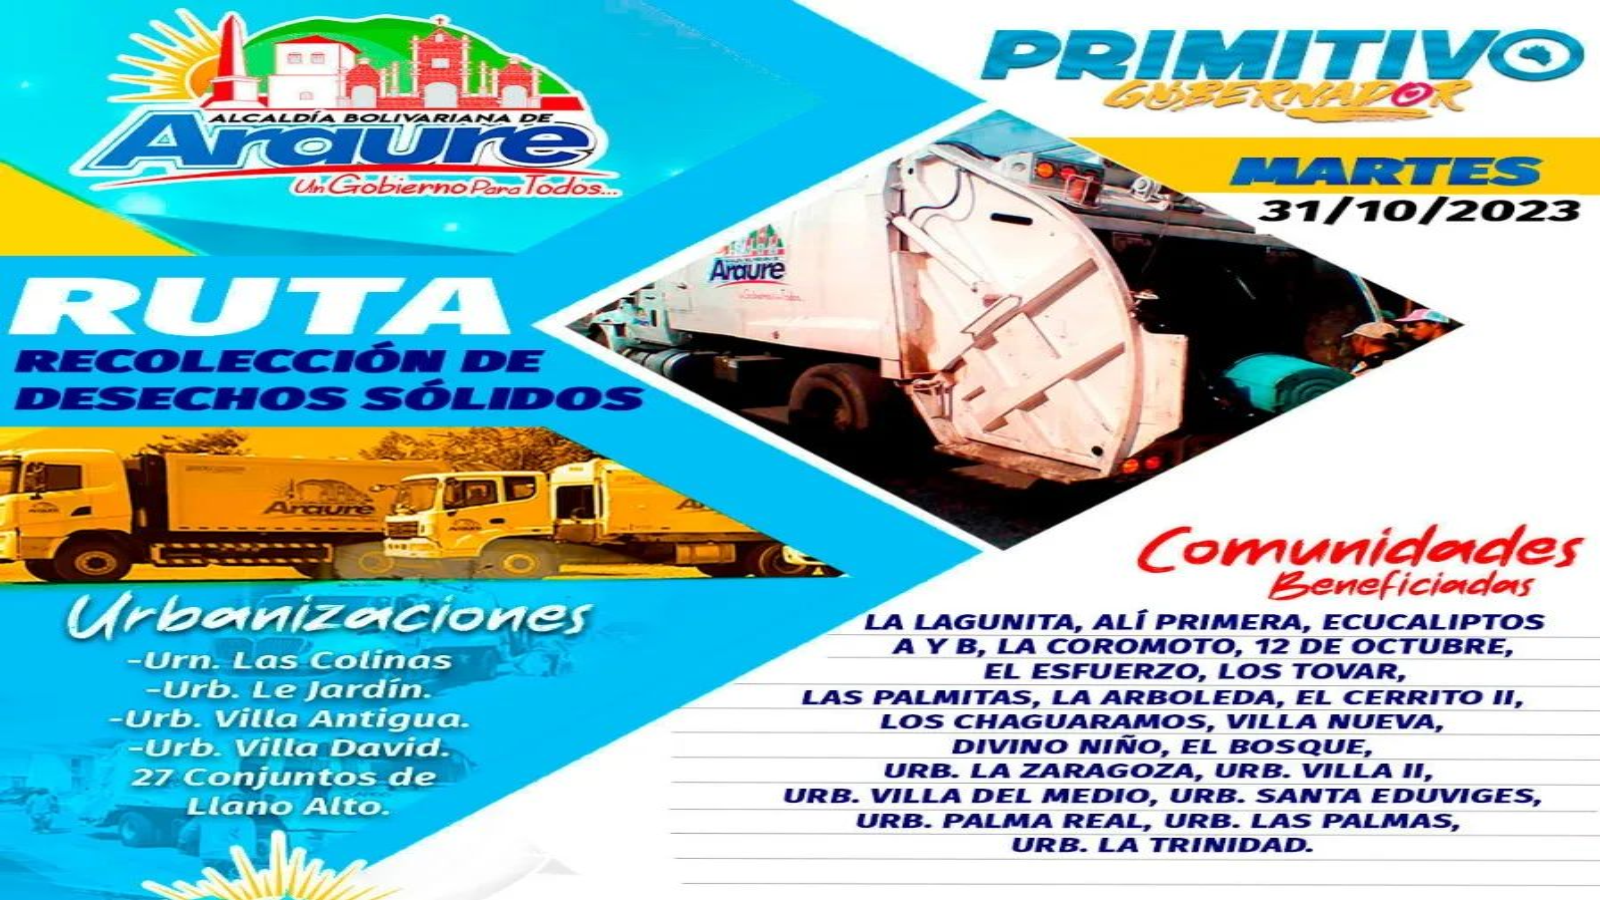 ALCALDÍA BOLIVARIANA DE
Araure
Un Gobierno Para Todos...
PRIMITIVO
GOBERNADOR
MARTES
31/10/2023
RUTA
RECOLECCIÓN DE
DESECHOS SÓLIDOS
Araure
Araure
Urbanizaciones
-Urn. Las Colinas
-Urb. Le Jardín.
-Urb. Villa Antigua.
-Urb. Villa David.
27 Conjuntos de
Llano Alto.
Comunidades
Beneficiadas
LA LAGUNITA, ALÍ PRIMERA, ECUCALIPTOS
A Y B, LA COROMOTO, 12 DE OCTUBRE,
EL ESFUERZO, LOS TOVAR,
LAS PALMITAS, LA ARBOLEDA, EL CERRITO II,
LOS CHAGUARAMOS, VILLA NUEVA,
DIVINO NIÑO, EL BOSQUE,
URB. LA ZARAGOZA, URB. VILLA II,
URB. VILLA DEL MEDIO, URB. SANTA EDUVIGES,
URB. PALMA REAL, URB. LAS PALMAS,
URB. LA TRINIDAD.